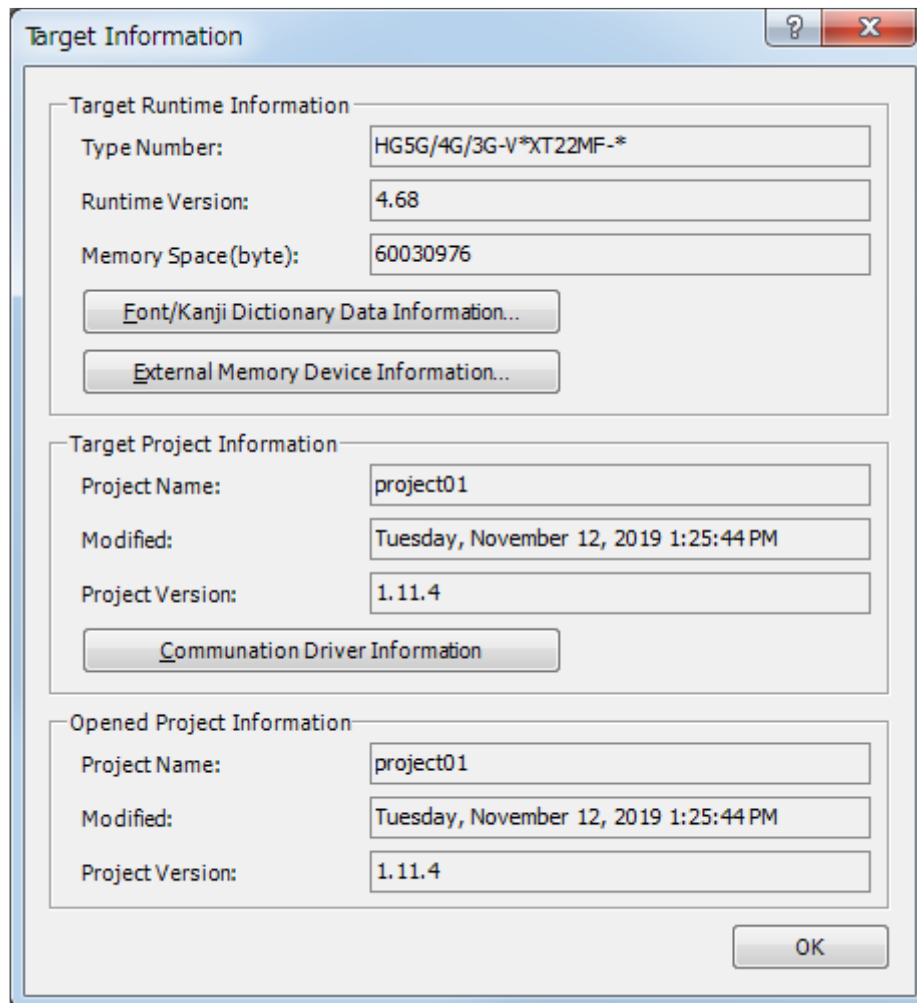 Target Information
Target Runtime Information
Type Number: HG5G/4G/3G-V*XT22MF-*
Runtime Version: 4.68
Memory Space(byte): 60030976
Font/Kanji Dictionary Data Information...
External Memory Device Information...
Target Project Information
Project Name: project01
Modified: Tuesday, November 12, 2019 1:25:44 PM
Project Version: 1.11.4
Communation Driver Information
Opened Project Information
Project Name: project01
Modified: Tuesday, November 12, 2019 1:25:44 PM
Project Version: 1.11.4
OK